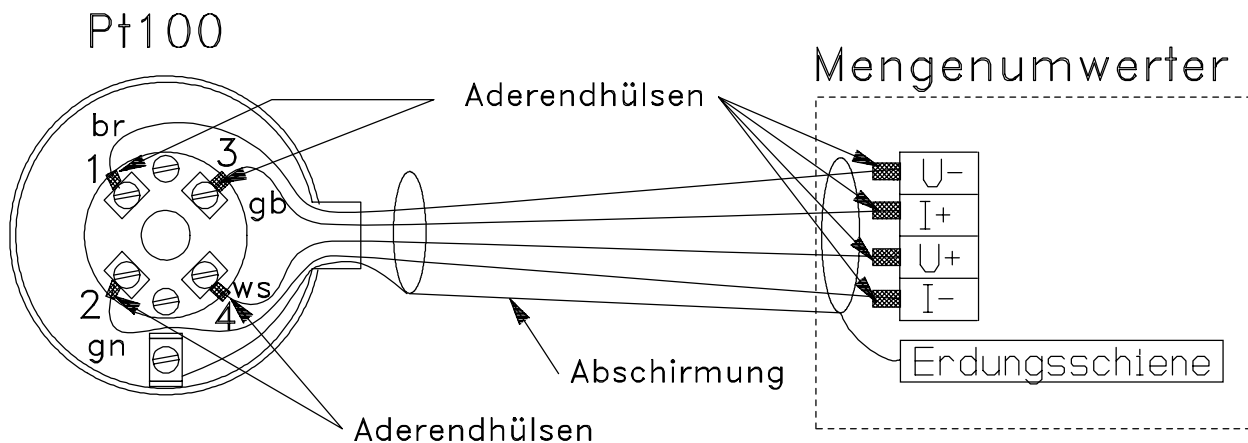 Pt100
Mengenumwerter
Aderendhülsen
br
1
3
gb
U-
I+
U+
I-
2
ws
4
gn
Abschirmung
Erdungsschiene
Aderendhülsen